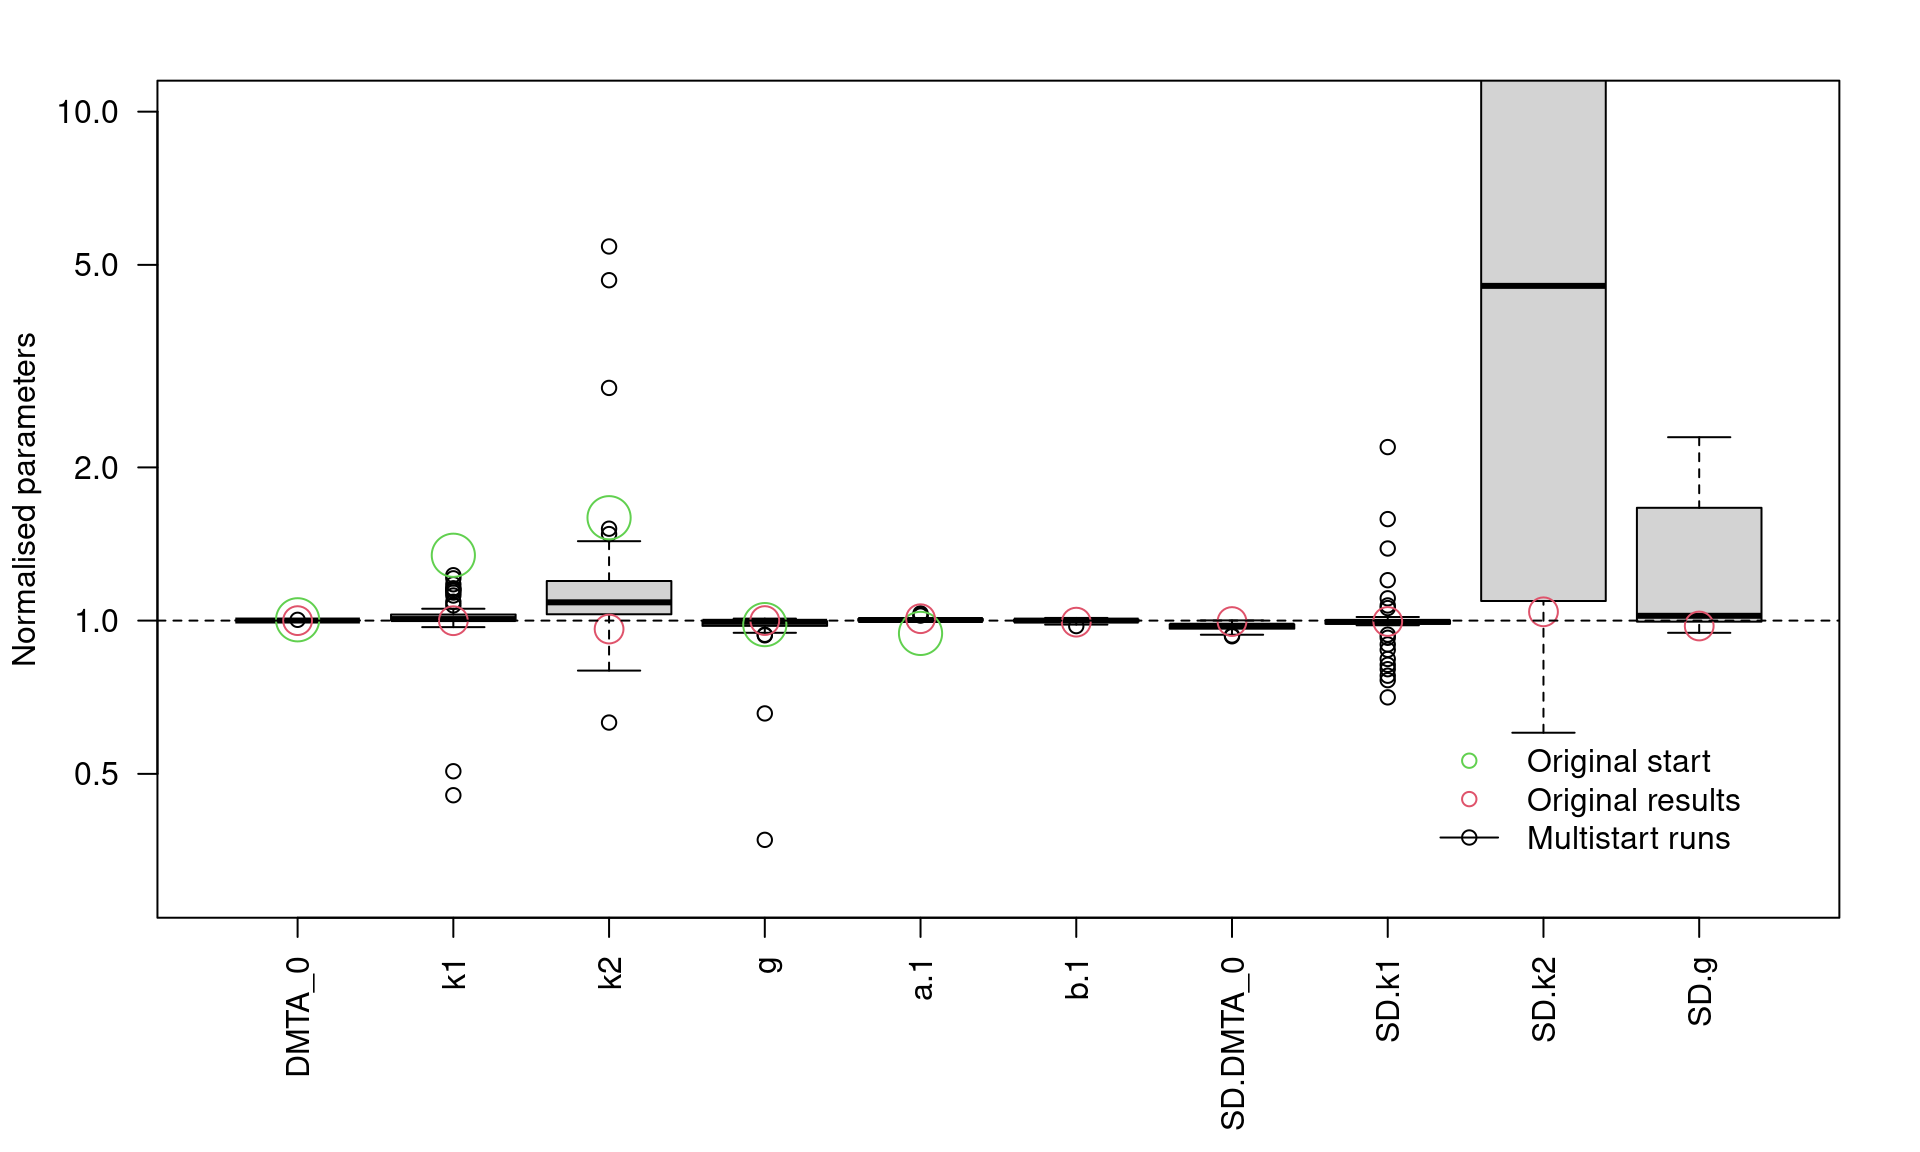 Normalised parameters
10.0
5.0
2.0
1.0
0.5
Original start
Original results
Multistart runs
DMTA_0
k1
k2
g
a.1
b.1
SD.DMTA_0
SD.k1
SD.k2
SD.g